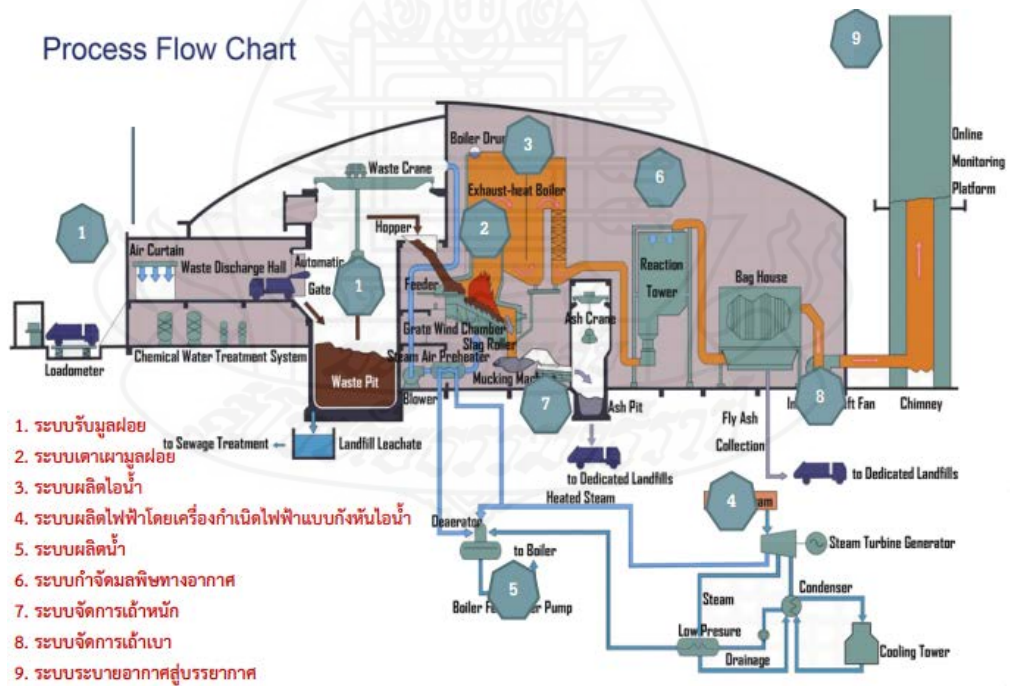 Process Flow Chart
9
Boiler Dru
3
Online
Monitoring
Platform
Waste Crane
Exhaust-heat Boiler
6
1
2
Hopper
Air Curtain
Waste Discharge Hall
Automatic
Gate
1
Feeder
Reaction
Tower
Bag House
Ash Crane
Grate Wind Chamber
Slag Roller
Chemical Water Treatment System
Steam Air Preheater
Loadometer
Waste Pit
Mucking Mach
Blower
7
8
Ash Pit
In
ft Fan
Chimney
Fly Ash
Collection
to Sewage Treatment
Landfill Leachate
to Dedicated Landfills
to Dedicated Landfills
1. ระบบรับมูลฝอย
2. ระบบเตาเผามูลฝอย
3. ระบบผลิตไอน้ำ
4. ระบบผลิตไฟฟ้าโดยเครื่องกำเนิดไฟฟ้าแบบกังหันไอน้ำ
5. ระบบผลิตน้ำ
6. ระบบกำจัดมลพิษทางอากาศ
7. ระบบจัดการเถ้าหนัก
8. ระบบจัดการเถ้าเบา
9. ระบบระบายอากาศสู่บรรยากาศ
Heated Steam
4
am
Deaerator
Steam Turbine Generator
to Boiler
5
Boiler Fe
r Pump
Steam
Condenser
Low Presure
Drainage
Cooling Tower